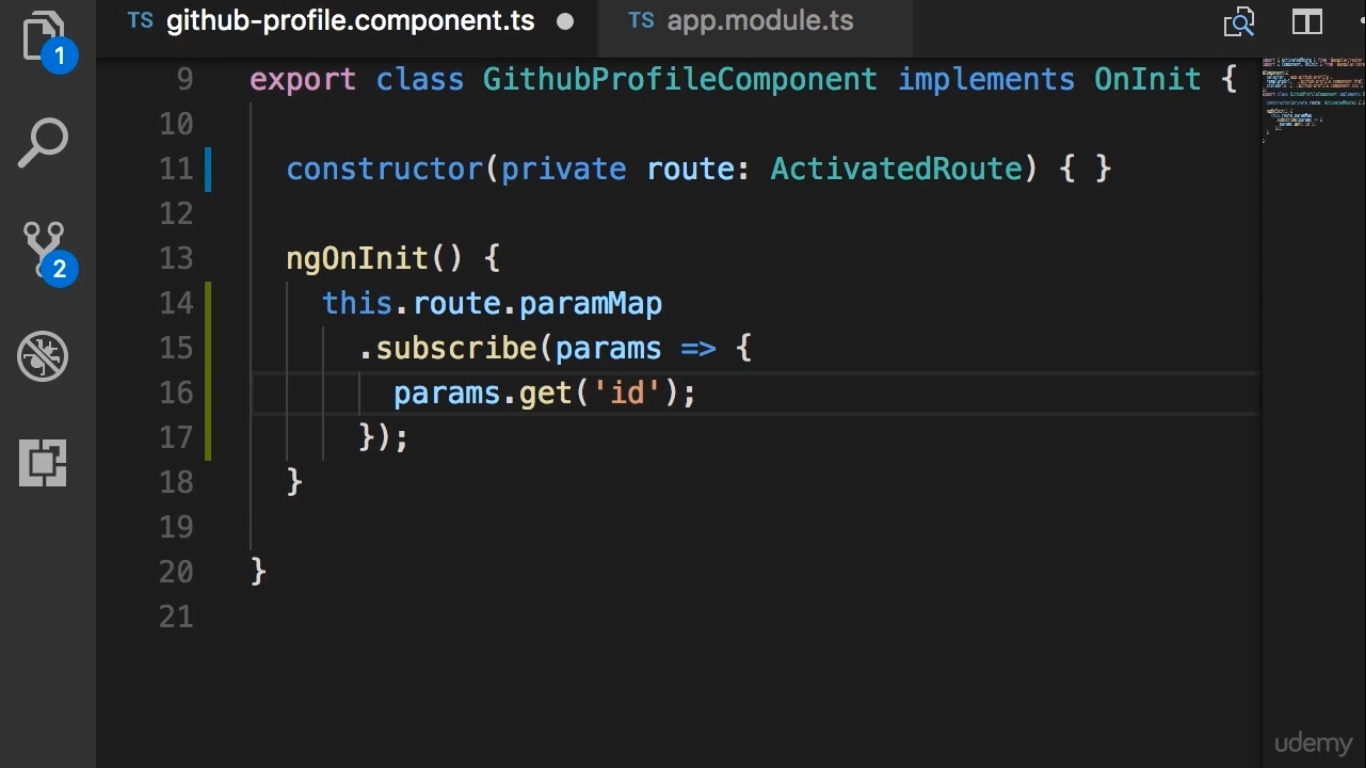 TS github-profile.component.ts TS app.module.ts
1
2
9 export class GithubProfileComponent implements OnInit {
10
11 constructor(private route: ActivatedRoute) { }
12
13 ngOnInit() {
14 this.route.paramMap
15 .subscribe(params => {
16 params.get('id');
17 });
18 }
19
20 }
21
udemy